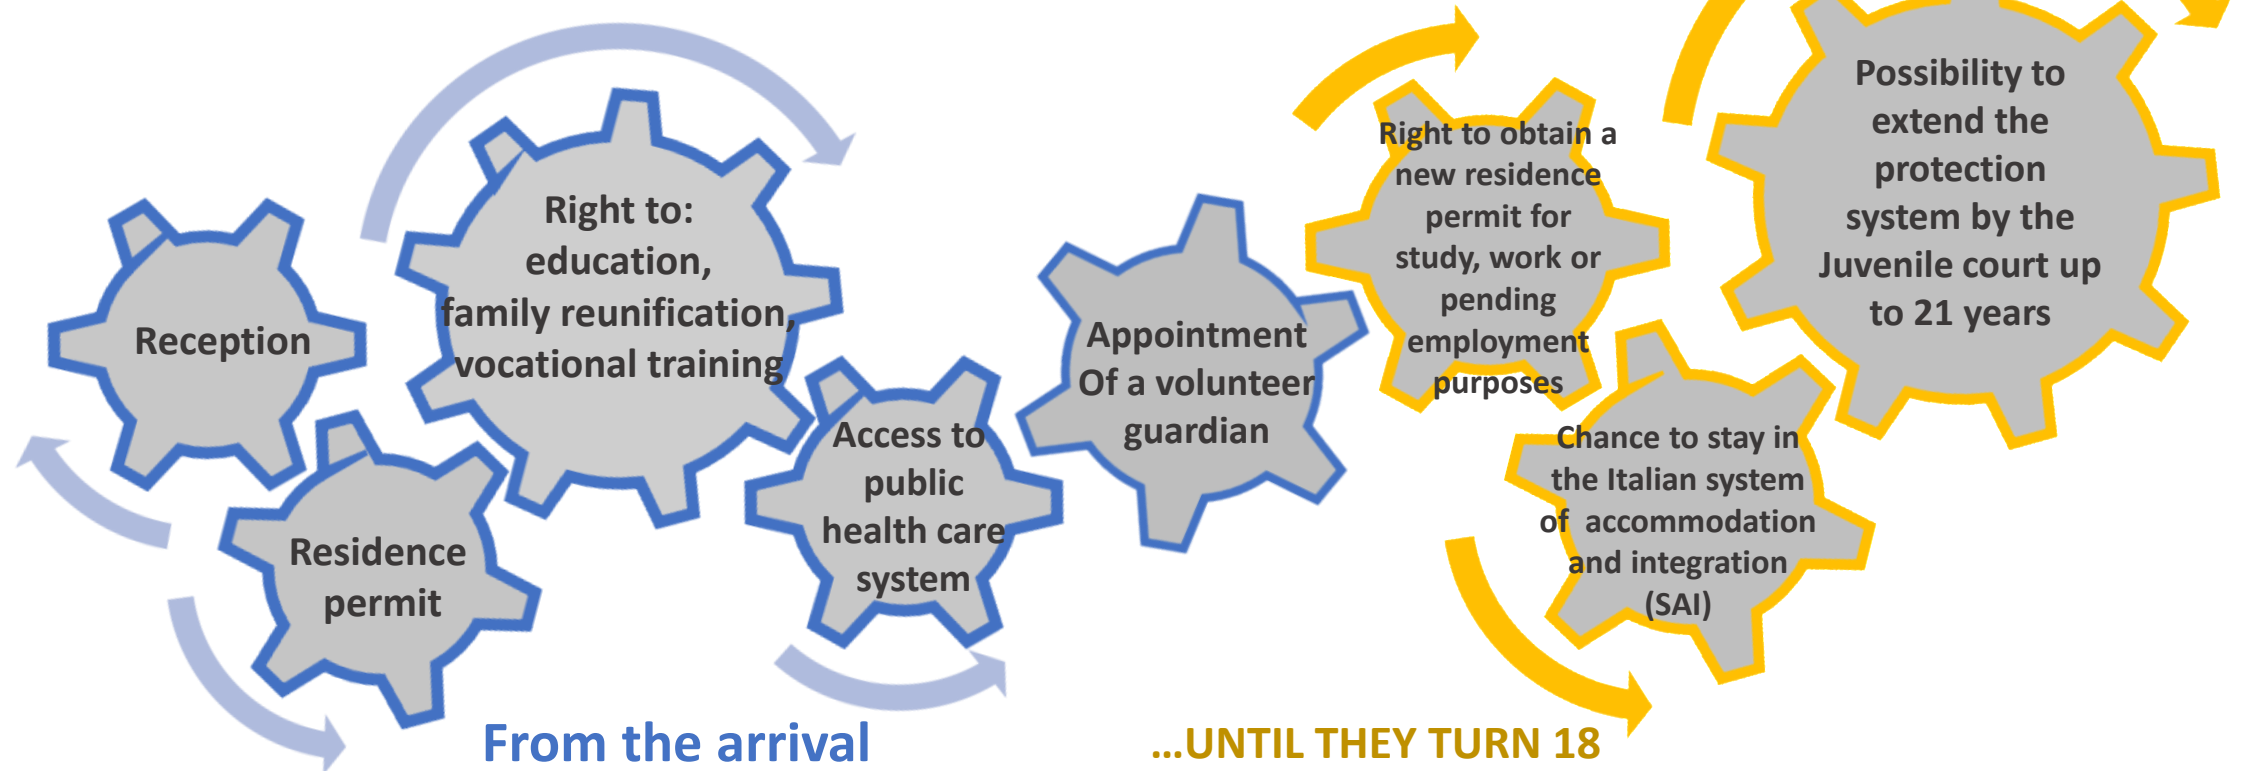 Reception
Residence
permit
Right to:
education,
family reunification,
vocational training
Access to
public
health care
system
Appointment
Of a volunteer
guardian
Right to obtain a
new residence
permit for
study, work or
pending
employment
purposes
Chance to stay in
the Italian system
of  accommodation
and integration
(SAI)
Possibility to
extend the
protection
system by the
Juvenile court up
to 21 years
From the arrival
...UNTIL THEY TURN 18